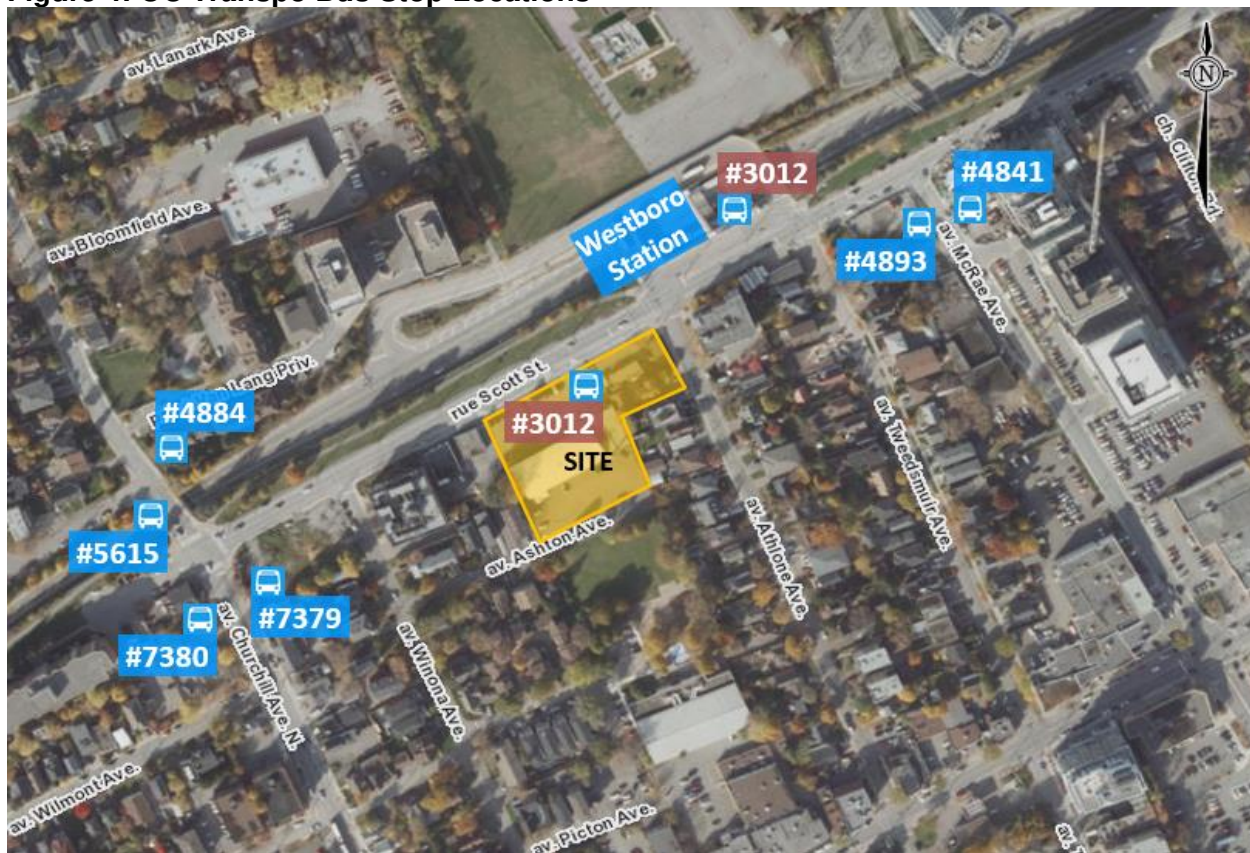 av. Lanark Ave.
N
ch. Clifton Rd.
#3012
#4841
Westboro
Station
av. Bloomfield Ave.
#4893
av. McRae Ave.
Lang Priv.
rue Scott St.
#4884
#3012
SITE
av. Tweedsmuir Ave.
#5615
av. Ashton Ave.
av. Athlone Ave.
#7379
#7380
av. Churchill Ave. N.
av. Winona Ave.
av. Wilmont Ave.
av. Picton Ave.
av.